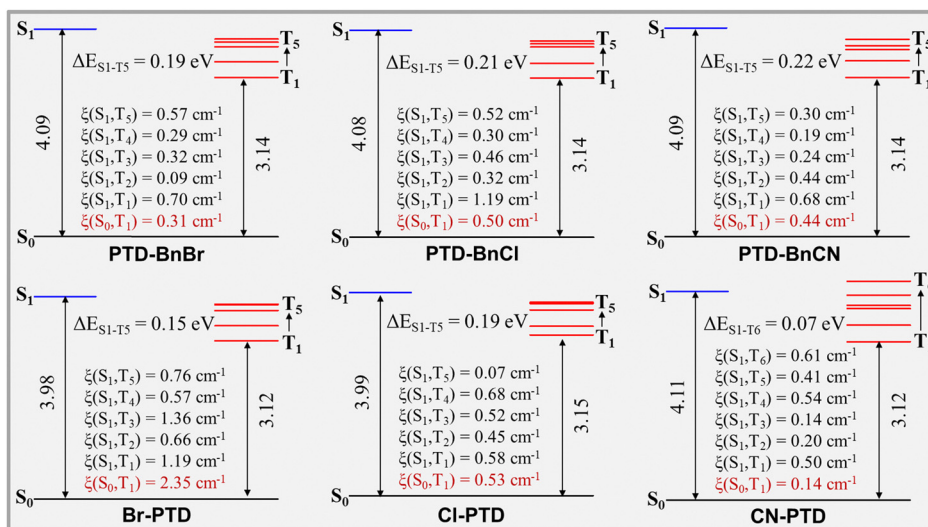 S₁
T₅
ΔE_S1-T5 = 0.19 eV
T₁
4.09
ξ(S₁,T₅) = 0.57 cm⁻¹
ξ(S₁,T₄) = 0.29 cm⁻¹
ξ(S₁,T₃) = 0.32 cm⁻¹
ξ(S₁,T₂) = 0.09 cm⁻¹
ξ(S₁,T₁) = 0.70 cm⁻¹
ξ(S₀,T₁) = 0.31 cm⁻¹
3.14
S₀
PTD-BnBr
S₁
T₅
ΔE_S1-T5 = 0.21 eV
T₁
4.08
ξ(S₁,T₅) = 0.52 cm⁻¹
ξ(S₁,T₄) = 0.30 cm⁻¹
ξ(S₁,T₃) = 0.46 cm⁻¹
ξ(S₁,T₂) = 0.32 cm⁻¹
ξ(S₁,T₁) = 1.19 cm⁻¹
ξ(S₀,T₁) = 0.50 cm⁻¹
3.14
S₀
PTD-BnCl
S₁
T₅
ΔE_S1-T5 = 0.22 eV
T₁
4.09
ξ(S₁,T₅) = 0.30 cm⁻¹
ξ(S₁,T₄) = 0.19 cm⁻¹
ξ(S₁,T₃) = 0.24 cm⁻¹
ξ(S₁,T₂) = 0.44 cm⁻¹
ξ(S₁,T₁) = 0.68 cm⁻¹
ξ(S₀,T₁) = 0.44 cm⁻¹
3.14
S₀
PTD-BnCN
S₁
T₅
ΔE_S1-T5 = 0.15 eV
T₁
3.98
ξ(S₁,T₅) = 0.76 cm⁻¹
ξ(S₁,T₄) = 0.57 cm⁻¹
ξ(S₁,T₃) = 1.36 cm⁻¹
ξ(S₁,T₂) = 0.66 cm⁻¹
ξ(S₁,T₁) = 1.19 cm⁻¹
ξ(S₀,T₁) = 2.35 cm⁻¹
3.12
S₀
Br-PTD
S₁
T₅
ΔE_S1-T5 = 0.19 eV
T₁
3.99
ξ(S₁,T₅) = 0.07 cm⁻¹
ξ(S₁,T₄) = 0.68 cm⁻¹
ξ(S₁,T₃) = 0.52 cm⁻¹
ξ(S₁,T₂) = 0.45 cm⁻¹
ξ(S₁,T₁) = 0.58 cm⁻¹
ξ(S₀,T₁) = 0.53 cm⁻¹
3.15
S₀
Cl-PTD
S₁
T
ΔE_S1-T6 = 0.07 eV
T
4.11
ξ(S₁,T₆) = 0.61 cm⁻¹
ξ(S₁,T₅) = 0.41 cm⁻¹
ξ(S₁,T₄) = 0.54 cm⁻¹
ξ(S₁,T₃) = 0.14 cm⁻¹
ξ(S₁,T₂) = 0.20 cm⁻¹
ξ(S₁,T₁) = 0.50 cm⁻¹
ξ(S₀,T₁) = 0.14 cm⁻¹
3.12
S₀
CN-PTD